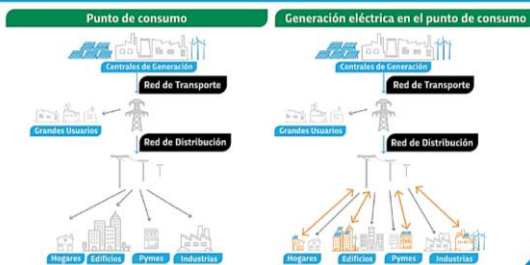 Punto de consumo
Centrales de Generación
Red de Transporte
Grandes Usuarios
Red de Distribución
Hogares
Edificios
Pymes
Industrias
Generación eléctrica en el punto de consumo
Centrales de Generación
Red de Transporte
Grandes Usuarios
Red de Distribución
Hogares
Edificios
Pymes
Industrias